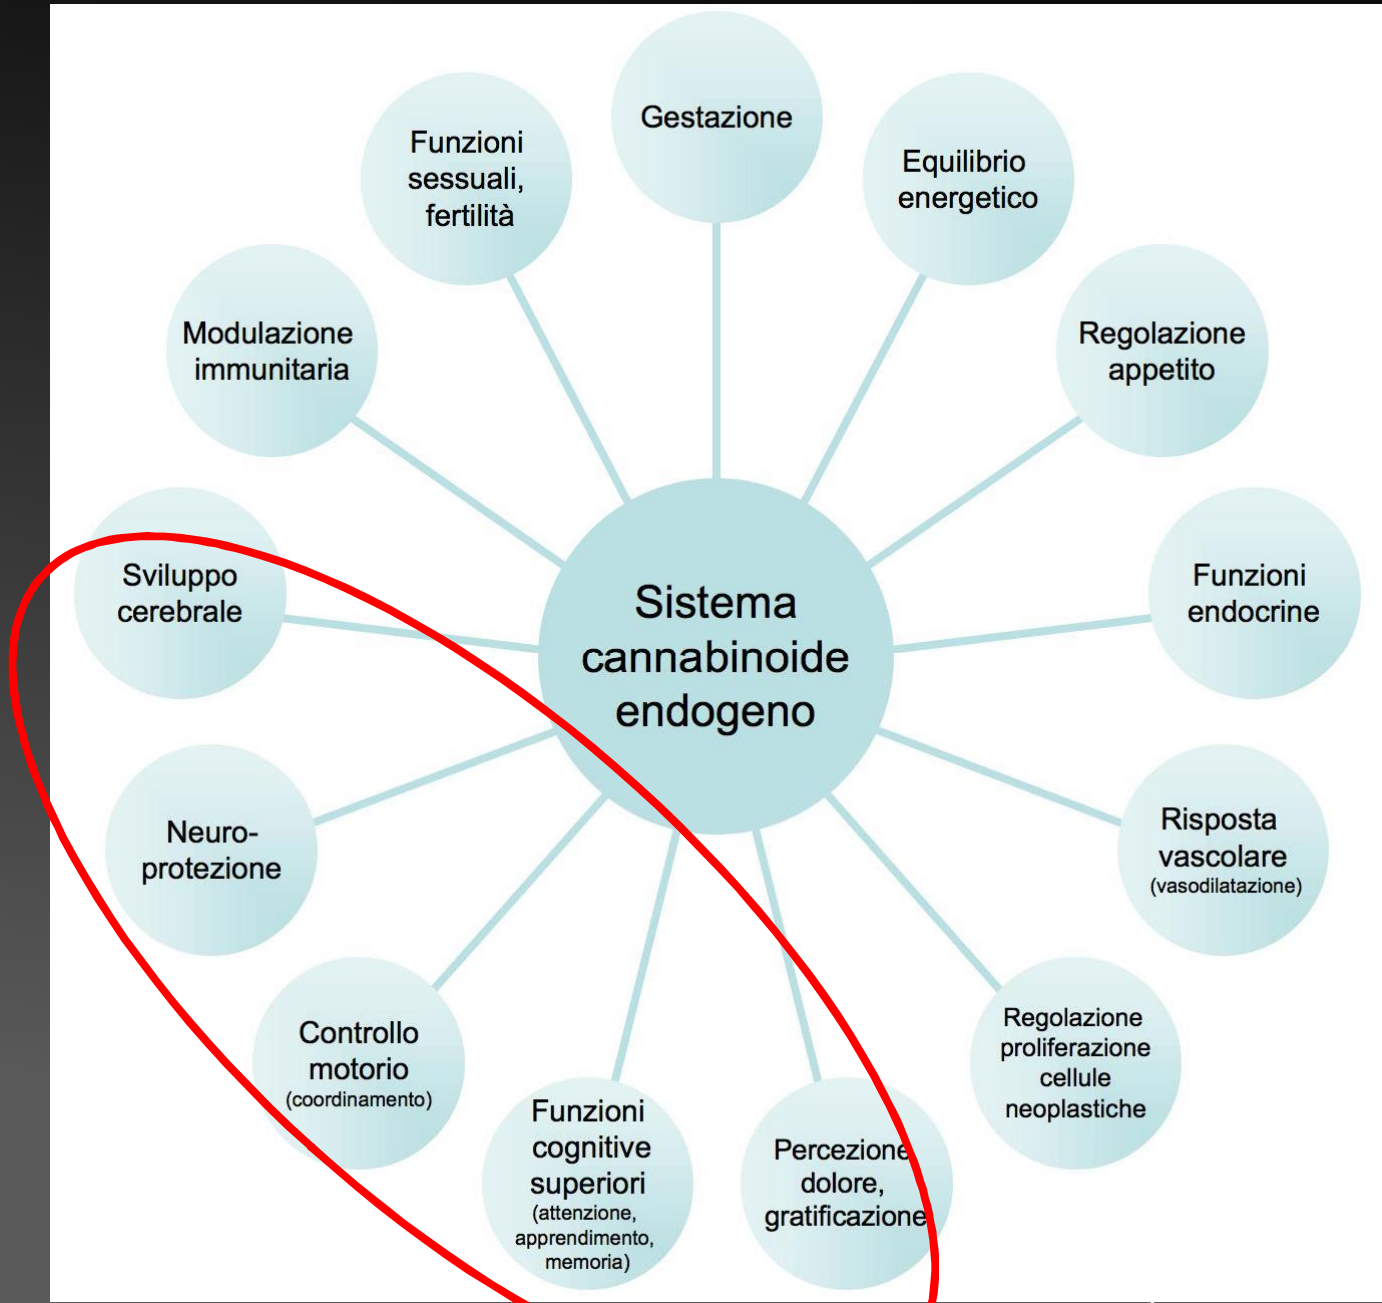 Gestazione
Equilibrio
energetico
Regolazione
appetito
Funzioni
endocrine
Risposta
vascolare
(vasodilatazione)
Regolazione
proliferazione
cellule
neoplastiche
Percezione
dolore,
gratificazione
Funzioni
cognitive
superiori
(attenzione,
apprendimento,
memoria)
Controllo
motorio
(coordinamento)
Neuro-
protezione
Sviluppo
cerebrale
Modulazione
immunitaria
Funzioni
sessuali,
fertilità
Sistema
cannabinoide
endogeno